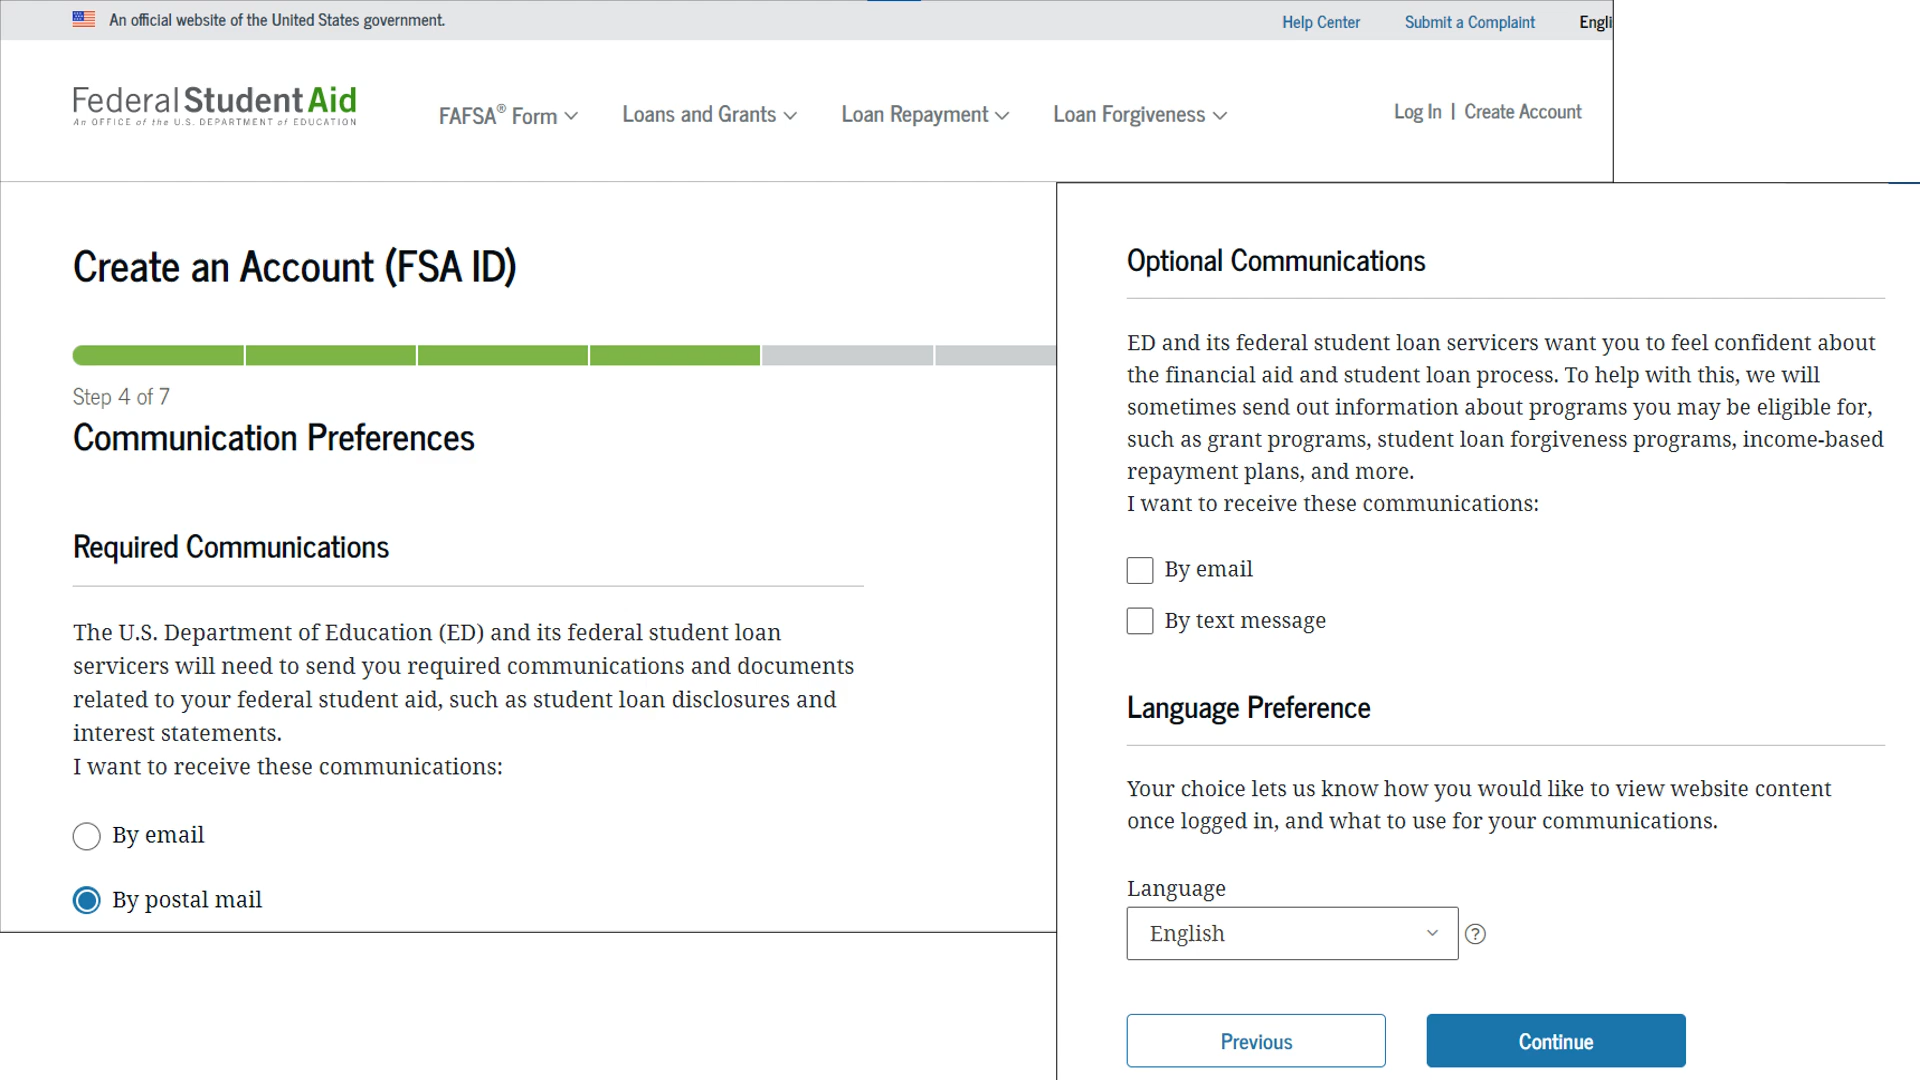 An official website of the United States government.
Help Center
Submit a Complaint
Engli
Federal Student Aid
An OFFICE of the U.S. DEPARTMENT of EDUCATION
FAFSA® Form
Loans and Grants
Loan Repayment
Loan Forgiveness
Log In | Create Account
Create an Account (FSA ID)
Step 4 of 7
Communication Preferences
Required Communications
The U.S. Department of Education (ED) and its federal student loan
servicers will need to send you required communications and documents
related to your federal student aid, such as student loan disclosures and
interest statements.
I want to receive these communications:
By email
By postal mail
Optional Communications
ED and its federal student loan servicers want you to feel confident about
the financial aid and student loan process. To help with this, we will
sometimes send out information about programs you may be eligible for,
such as grant programs, student loan forgiveness programs, income-based
repayment plans, and more.
I want to receive these communications:
By email
By text message
Language Preference
Your choice lets us know how you would like to view website content
once logged in, and what to use for your communications.
Language
English
?
Previous
Continue